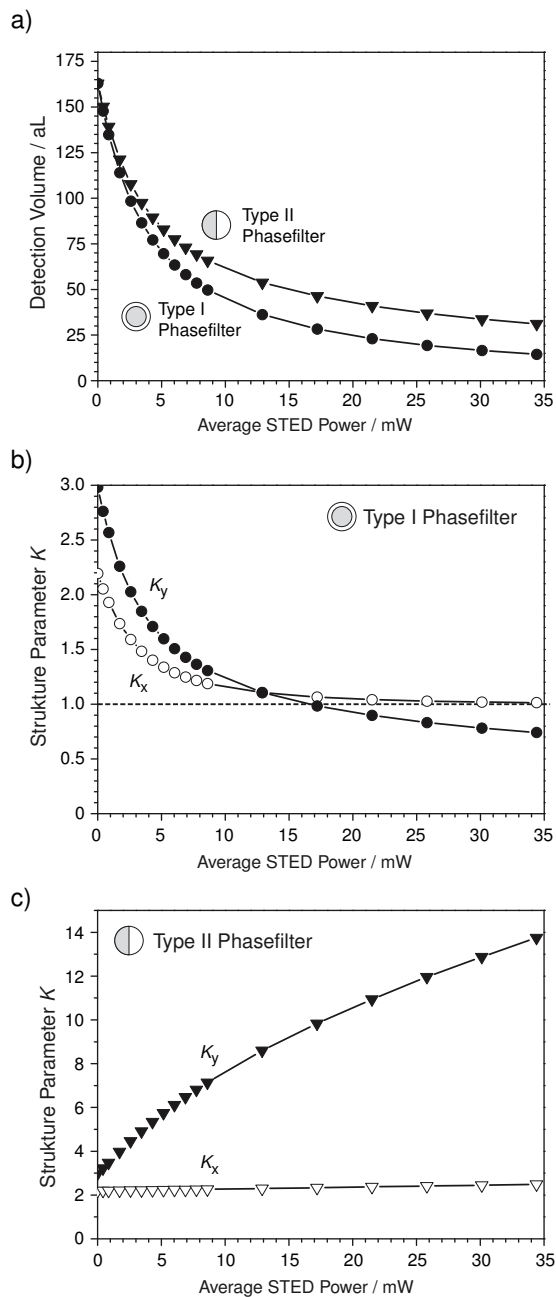 a)
175
150
125
100
75
50
25
0
Detection Volume / aL
Type II
Phasefilter
Type I
Phasefilter
0 5 10 15 20 25 30 35
Average STED Power / mW
b)
3.0
2.5
2.0
1.5
1.0
0.5
0
Strukture Parameter K
Type I Phasefilter
Ky
Kx
0 5 10 15 20 25 30 35
Average STED Power / mW
c)
14
12
10
8
6
4
2
0
Strukture Parameter K
Type II Phasefilter
Ky
Kx
0 5 10 15 20 25 30 35
Average STED Power / mW